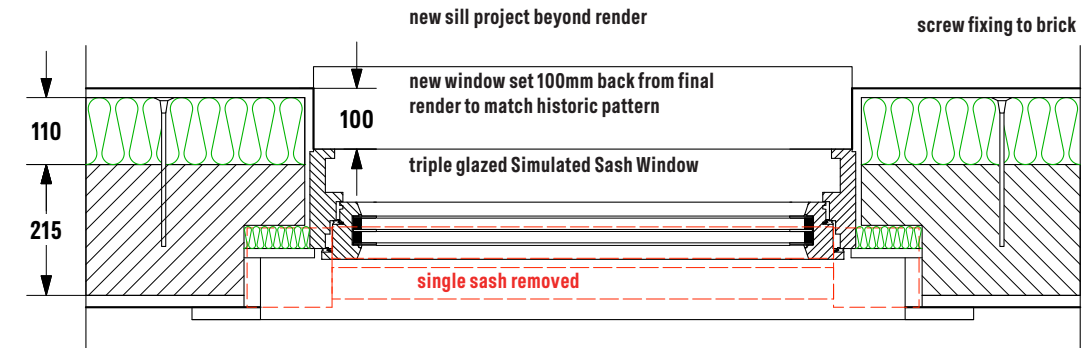 new sill project beyond render
screw fixing to brick
new window set 100mm back from final
render to match historic pattern
110
100
triple glazed Simulated Sash Window
215
single sash removed